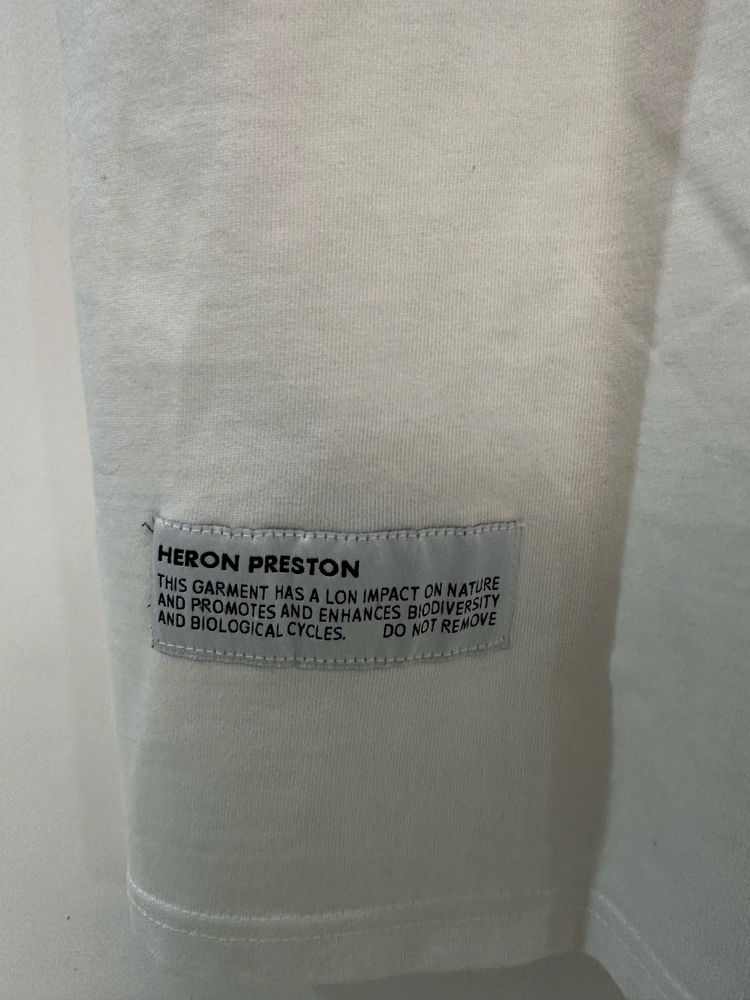 HERON PRESTON
THIS GARMENT HAS A LON IMPACT ON NATURE
AND PROMOTES AND ENHANCES BIODIVERSITY
AND BIOLOGICAL CYCLES. DO NOT REMOVE